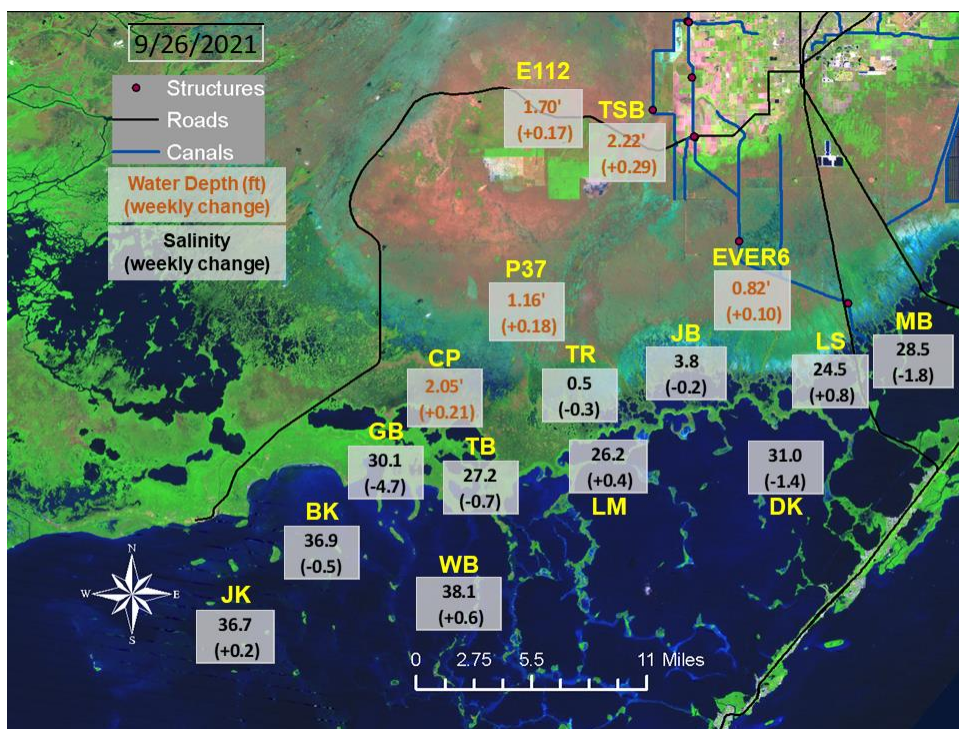 9/26/2021
Structures
Roads
Canals
Water Depth (ft)
(weekly change)
Salinity
(weekly change)
E112
1.70'
(+0.17)
TSB
2.22'
(+0.29)
P37
1.16'
(+0.18)
EVER6
0.82'
(+0.10)
MB
28.5
(-1.8)
LS
24.5
(+0.8)
JB
3.8
(-0.2)
TR
0.5
(-0.3)
CP
2.05'
(+0.21)
GB
30.1
(-4.7)
TB
27.2
(-0.7)
26.2
(+0.4)
LM
31.0
(-1.4)
DK
BK
36.9
(-0.5)
WB
38.1
(+0.6)
JK
36.7
(+0.2)
N
W E
S
0 2.75 5.5 11 Miles